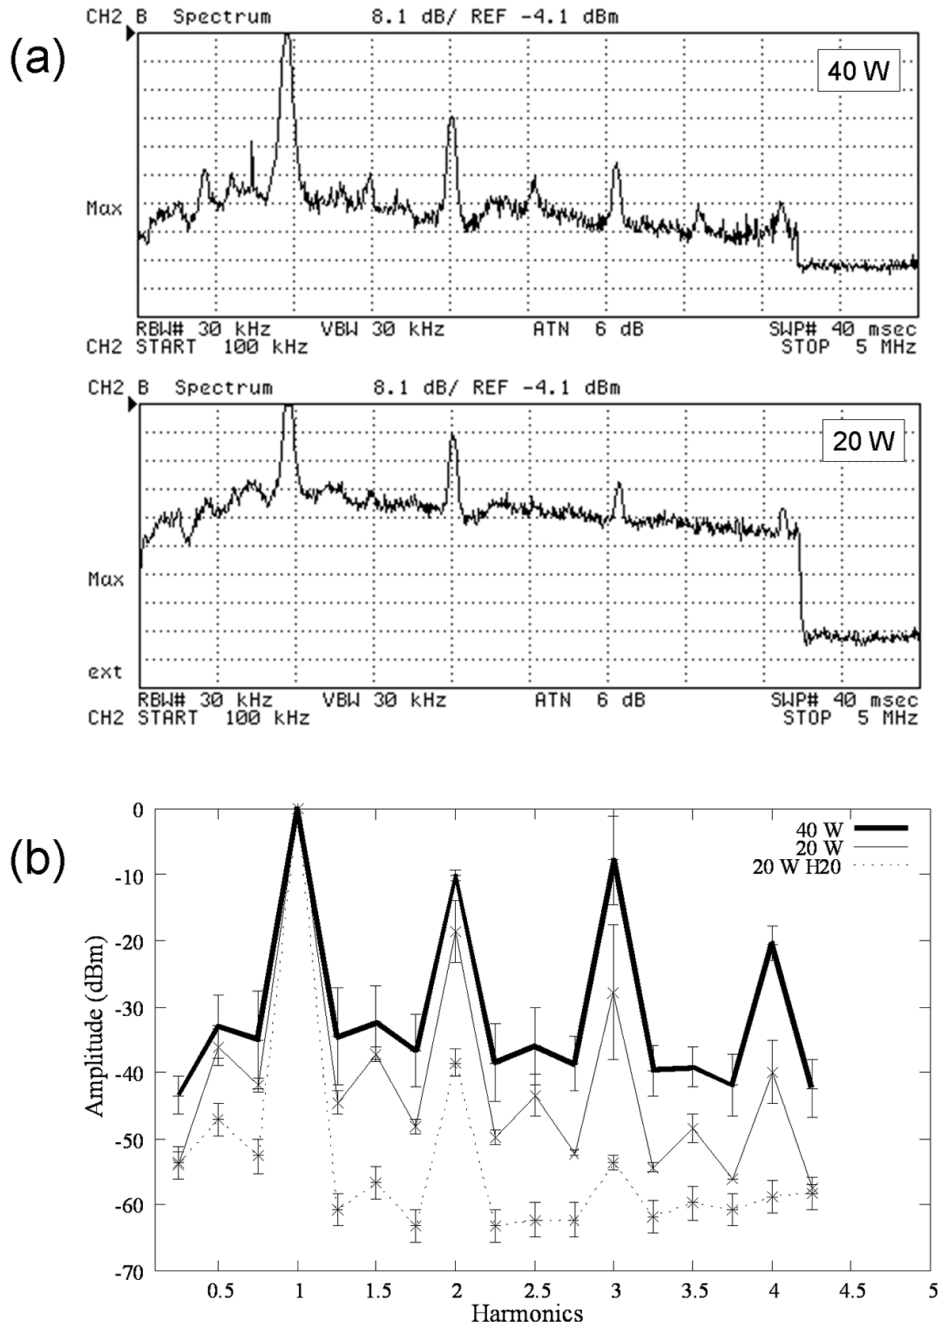 CH2 B Spectrum 8.1 dB/ REF -4.1 dBm
(a)
40 W
Max
RBW# 30 kHz VBW 30 kHz ATN 6 dB SWP# 40 msec
CH2 START 100 kHz STOP 5 MHz
CH2 B Spectrum 8.1 dB/ REF -4.1 dBm
20 W
Max
ext
RBW# 30 kHz VBW 30 kHz ATN 6 dB SWP# 40 msec
CH2 START 100 kHz STOP 5 MHz
(b)
0
-10
-20
-30
-40
-50
-60
-70
Amplitude (dBm)
40 W
20 W
20 W H20
0.5 1 1.5 2 2.5 3 3.5 4 4.5 5
Harmonics